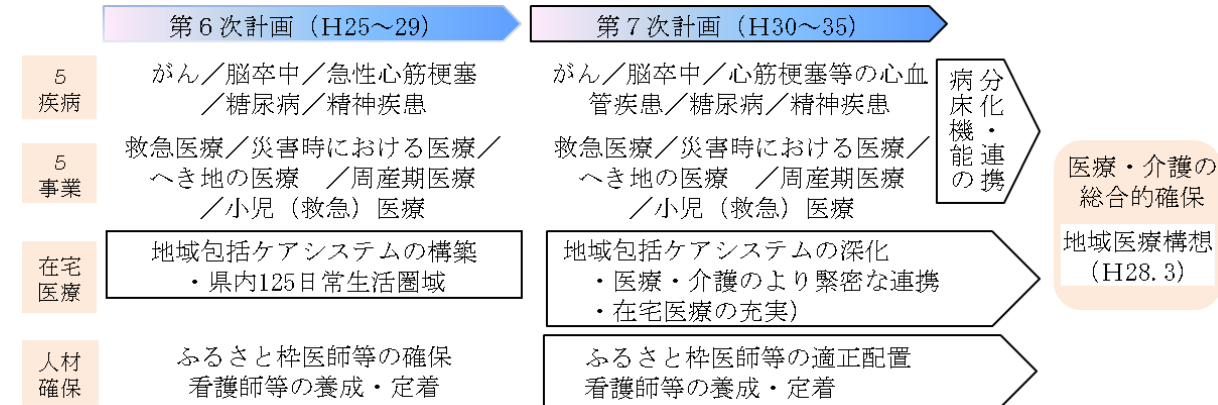 第６次計画（H25～29）
第７次計画（H30～35）
5
疾病
がん／脳卒中／急性心筋梗塞
／糖尿病／精神疾患
がん／脳卒中／心筋梗塞等の心血
管疾患／糖尿病／精神疾患
病床機能の
分化・連携
5
事業
救急医療／災害時における医療／
へき地の医療　／周産期医療
／小児（救急）医療
救急医療／災害時における医療／
へき地の医療　／周産期医療
／小児（救急）医療
在宅
医療
地域包括ケアシステムの構築
・県内125日常生活圏域
地域包括ケアシステムの深化
・医療・介護のより緊密な連携
・在宅医療の充実)
人材
確保
ふるさと枠医師等の確保
看護師等の養成・定着
ふるさと枠医師等の適正配置
看護師等の養成・定着
医療・介護の
総合的確保
地域医療構想
（H28.3）